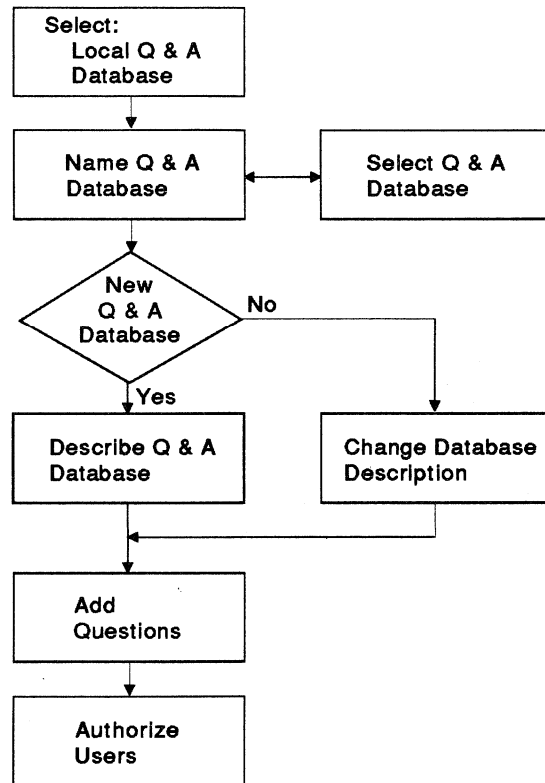 Select:
Local Q & A
Database
Name Q & A
Database
Select Q & A
Database
New
Q & A
Database
No
Yes
Describe Q & A
Database
Change Database
Description
Add
Questions
Authorize
Users